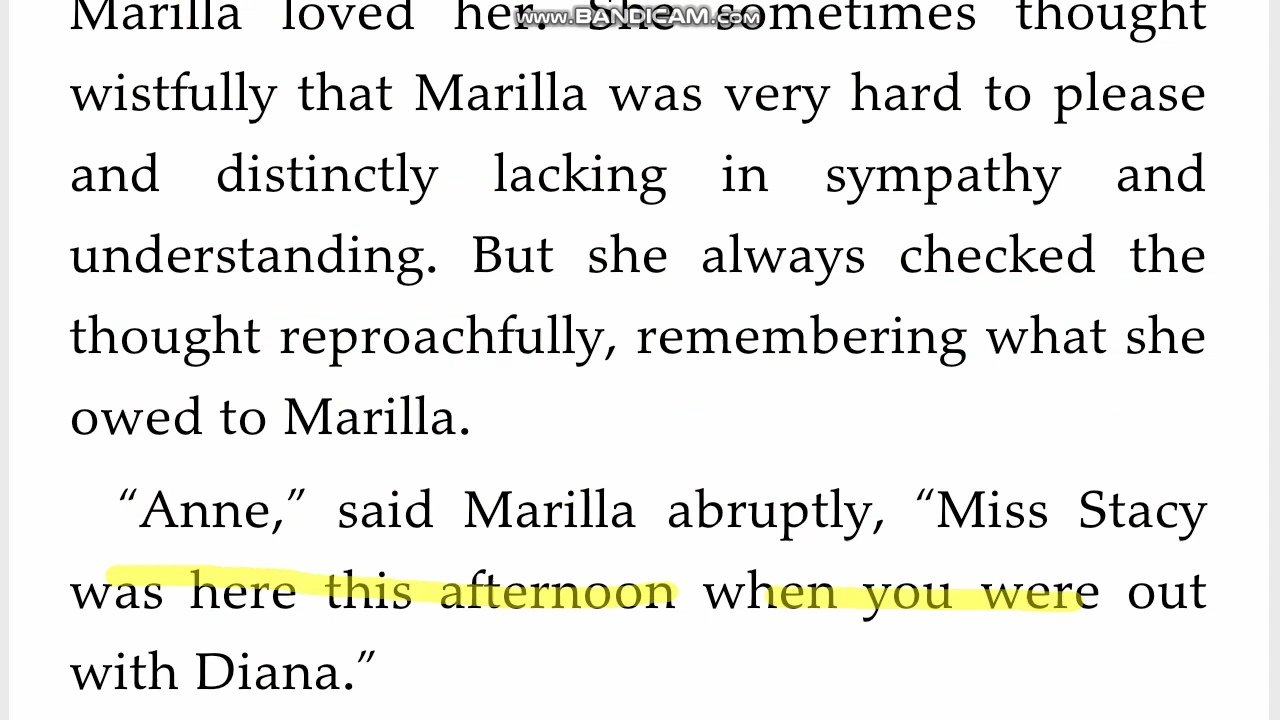 Marilla loved her. She sometimes thought
www.BANDICAM.com
wistfully that Marilla was very hard to please
and distinctly lacking in sympathy and
understanding. But she always checked the
thought reproachfully, remembering what she
owed to Marilla.
“Anne,” said Marilla abruptly, “Miss Stacy
was here this afternoon when you were out
with Diana.”